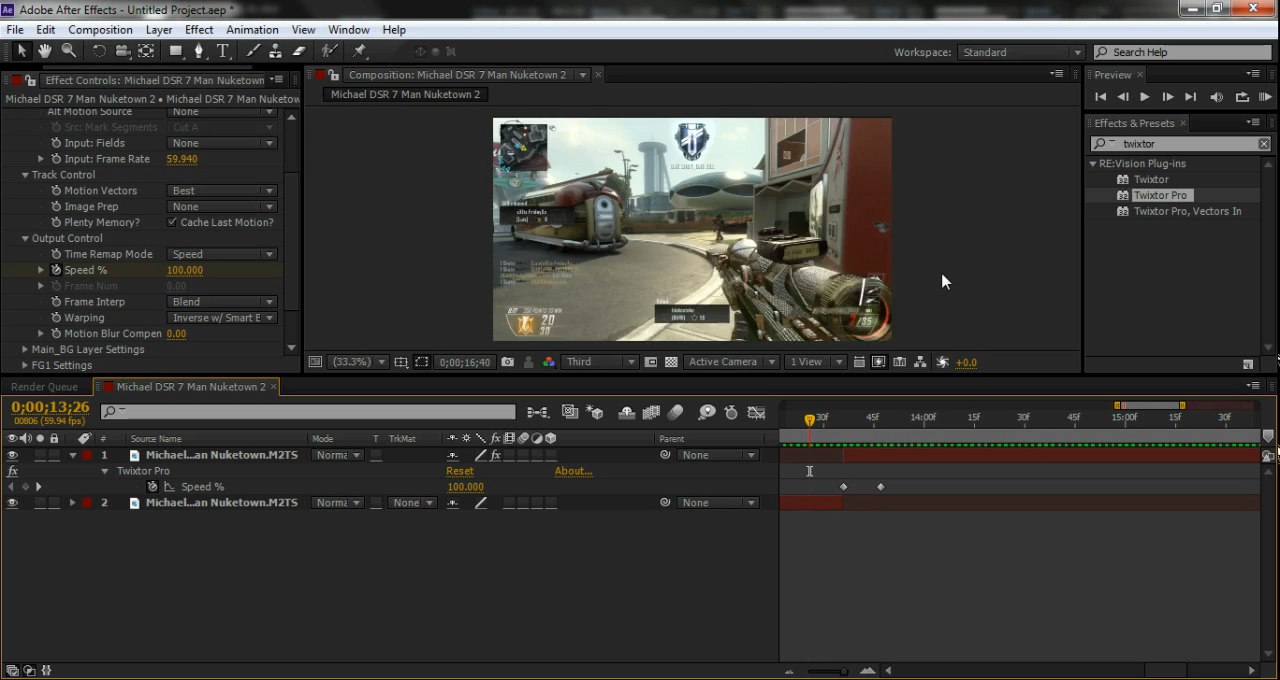 Ae Adobe After Effects - Untitled Project.aep *
File Edit Composition Layer Effect Animation View Window Help
Workspace: Standard Search Help
Effect Controls: Michael DSR 7 Man Nuketown
Composition: Michael DSR 7 Man Nuketown 2
Preview
Michael DSR 7 Man Nuketown 2 • Michael DSR 7 Man Nuketow
Michael DSR 7 Man Nuketown 2
Alt Motion Source None
Src: Mark Segments Cut A
Input: Fields None
Input: Frame Rate 59.940
Track Control
Motion Vectors Best
Image Prep None
Plenty Memory? Cache Last Motion?
Output Control
Time Remap Mode Speed
Speed % 100.000
Frame Num 0.00
Frame Interp Blend
Warping Inverse w/ Smart E
Motion Blur Compen 0.00
Main_BG Layer Settings
FG1 Settings
20
30
/35
Effects & Presets
twixtor
RE:Vision Plug-ins
Twixtor
Twixtor Pro
Twixtor Pro, Vectors In
(33.3%) 0;00;16;40 Third Active Camera 1 View +0.0
Render Queue Michael DSR 7 Man Nuketown 2
0;00;13;26
00806 (59.94 fps)
30f 45f 14:00f 15f 30f 45f 15:00f 15f 30f
# Source Name Mode T TrkMat fx Parent
1 Michael...an Nuketown.M2TS Norma fx None
fx Twixtor Pro Reset About...
Speed % 100.000
2 Michael...an Nuketown.M2TS Norma None None